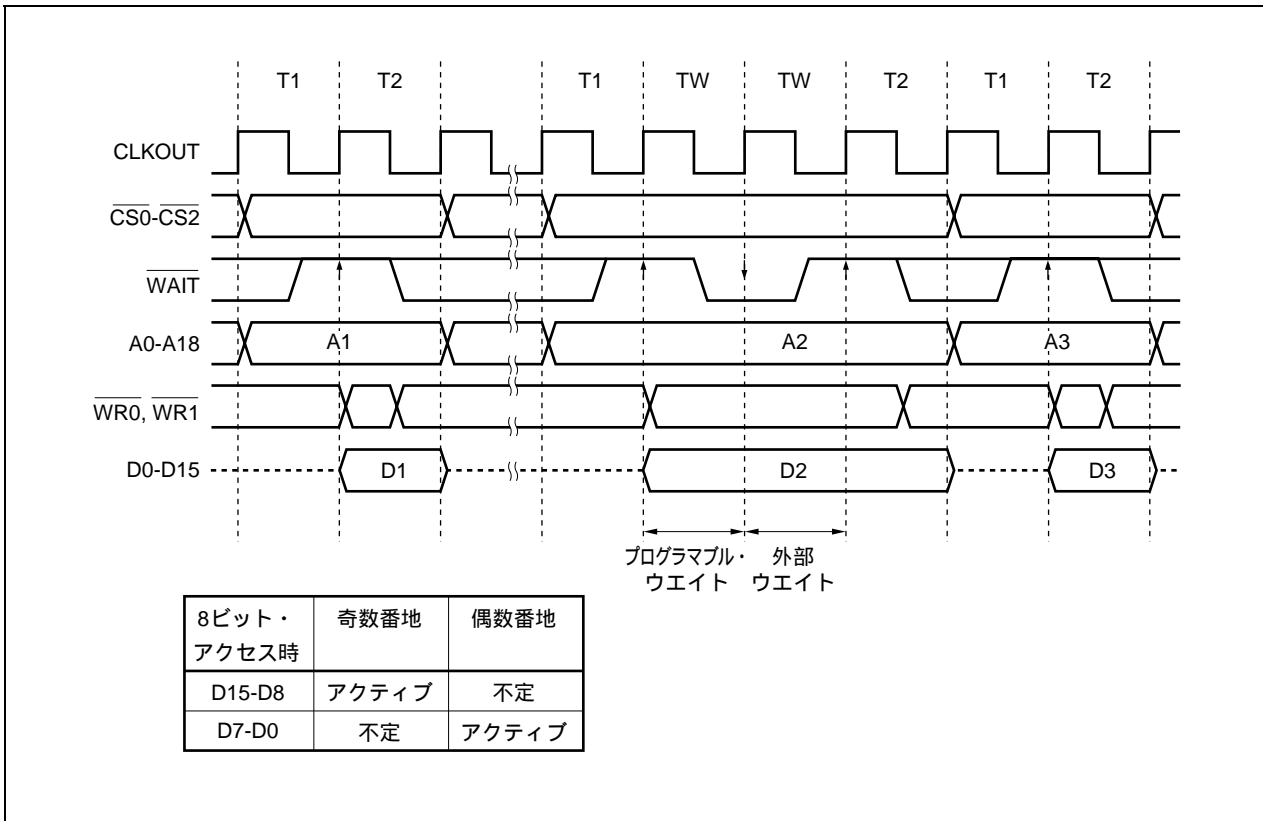 T1 T2 T1 TW TW T2 T1 T2
CLKOUT
CS0-CS2
WAIT
A0-A18 A1 A2 A3
WR0, WR1
D0-D15 D1 D2 D3
プログラマブル・ 外部
ウエイト ウエイト
8ビット・ 奇数番地 偶数番地
アクセス時
D15-D8 アクティブ 不定
D7-D0 不定 アクティブ